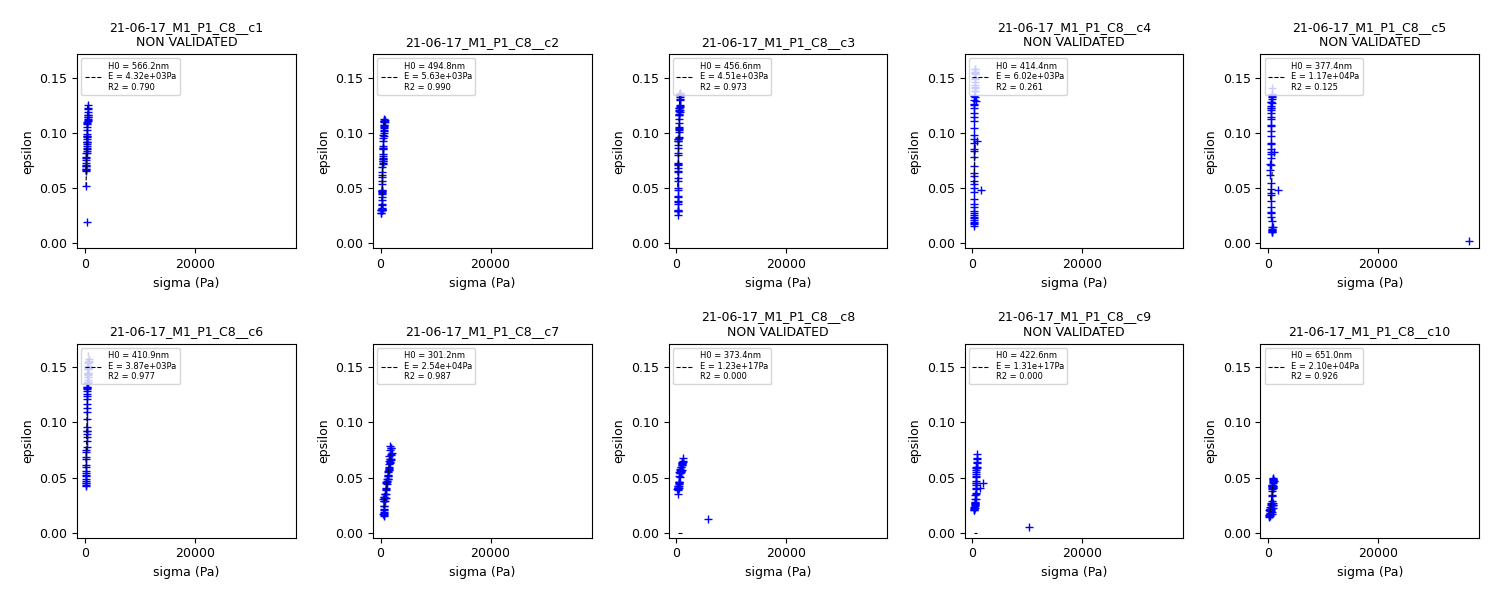 21-06-17_M1_P1_C8__c1
NON VALIDATED
H0 = 566.2nm
E = 4.32e+03Pa
R2 = 0.790
0.15
0.10
0.05
0.00
epsilon
0
20000
sigma (Pa)
21-06-17_M1_P1_C8__c2
H0 = 494.8nm
E = 5.63e+03Pa
R2 = 0.990
0.15
0.10
0.05
0.00
epsilon
0
20000
sigma (Pa)
21-06-17_M1_P1_C8__c3
H0 = 456.6nm
E = 4.51e+03Pa
R2 = 0.973
0.15
0.10
0.05
0.00
epsilon
0
20000
sigma (Pa)
21-06-17_M1_P1_C8__c4
NON VALIDATED
H0 = 414.4nm
E = 6.02e+03Pa
R2 = 0.261
0.15
0.10
0.05
0.00
epsilon
0
20000
sigma (Pa)
21-06-17_M1_P1_C8__c5
NON VALIDATED
H0 = 377.4nm
E = 1.17e+04Pa
R2 = 0.125
0.15
0.10
0.05
0.00
epsilon
0
20000
sigma (Pa)
21-06-17_M1_P1_C8__c6
H0 = 410.9nm
E = 3.87e+03Pa
R2 = 0.977
0.15
0.10
0.05
0.00
epsilon
0
20000
sigma (Pa)
21-06-17_M1_P1_C8__c7
H0 = 301.2nm
E = 2.54e+04Pa
R2 = 0.987
0.15
0.10
0.05
0.00
epsilon
0
20000
sigma (Pa)
21-06-17_M1_P1_C8__c8
NON VALIDATED
H0 = 373.4nm
E = 1.23e+17Pa
R2 = 0.000
0.15
0.10
0.05
0.00
epsilon
0
20000
sigma (Pa)
21-06-17_M1_P1_C8__c9
NON VALIDATED
H0 = 422.6nm
E = 1.31e+17Pa
R2 = 0.000
0.15
0.10
0.05
0.00
epsilon
0
20000
sigma (Pa)
21-06-17_M1_P1_C8__c10
H0 = 651.0nm
E = 2.10e+04Pa
R2 = 0.926
0.15
0.10
0.05
0.00
epsilon
0
20000
sigma (Pa)